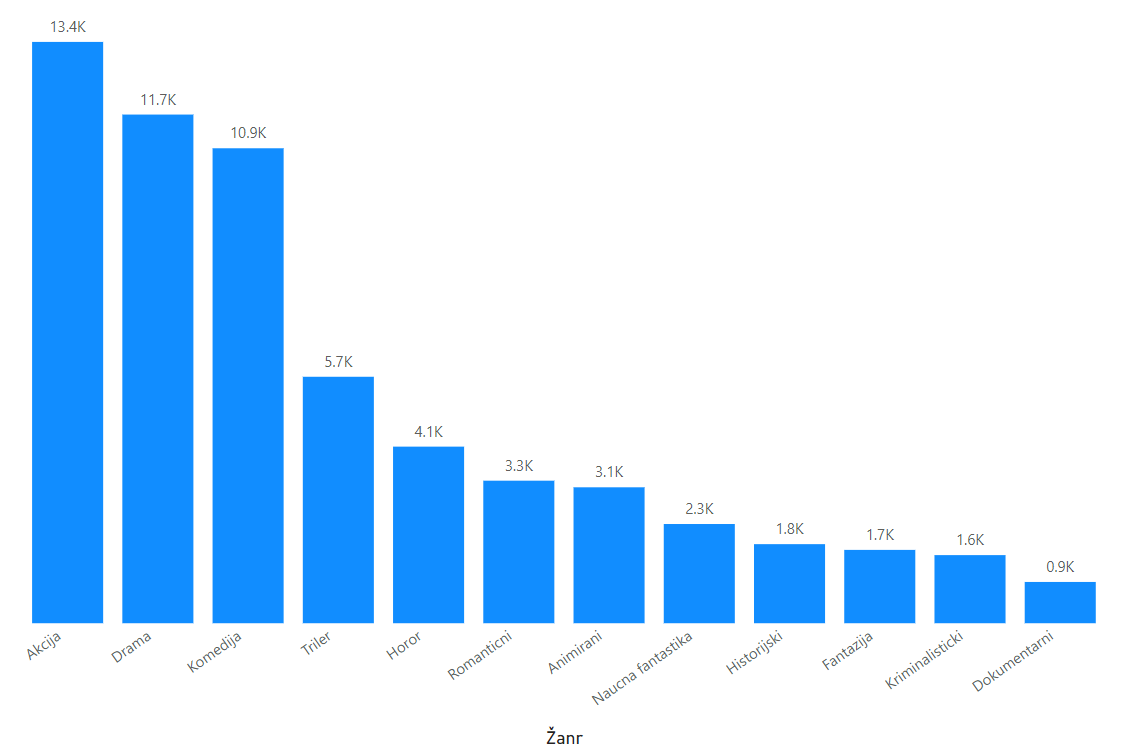 13.4K
11.7K
10.9K
5.7K
4.1K
3.3K
3.1K
2.3K
1.8K
1.7K
1.6K
0.9K
Akcija
Drama
Komedija
Triler
Horor
Romanticni
Animirani
Naucna fantastika
Historijski
Fantazija
Kriminalisticki
Dokumentarni
Žanr